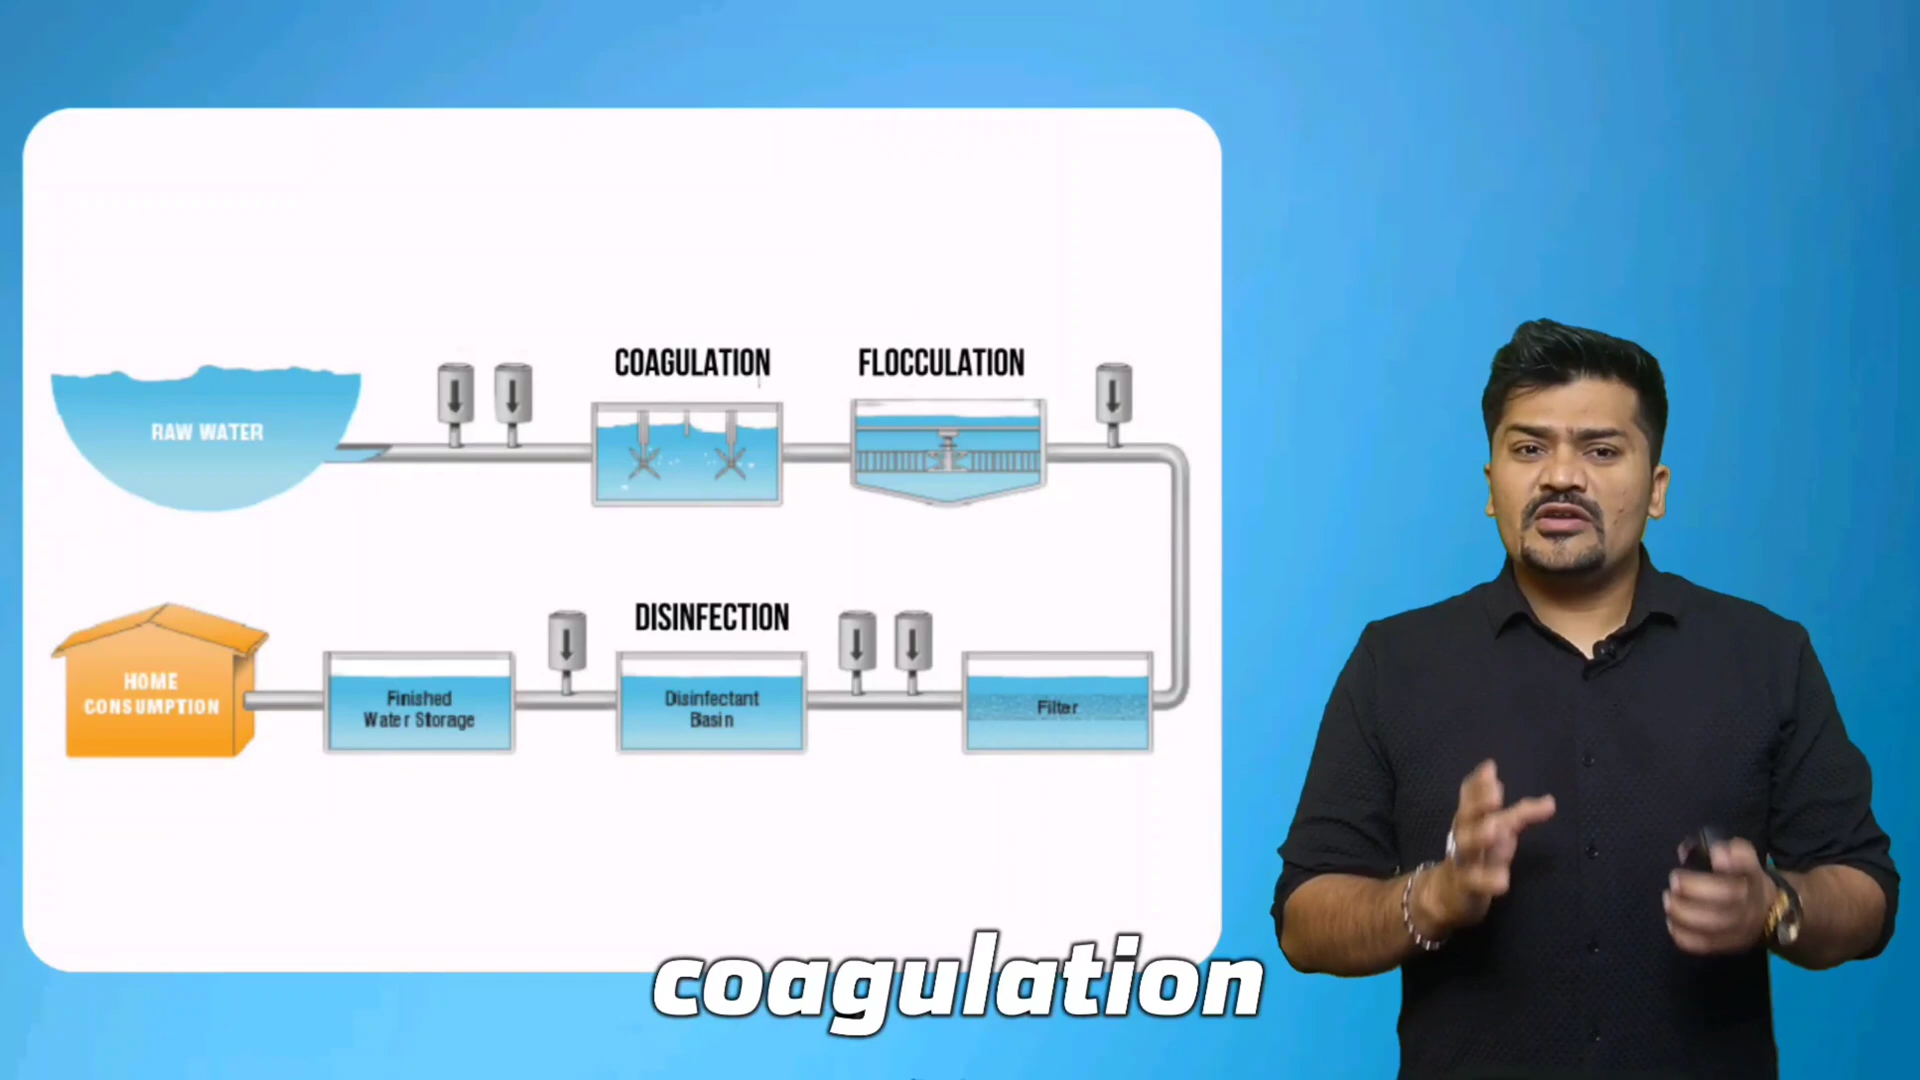 COAGULATION
FLOCCULATION
RAW WATER
DISINFECTION
HOME
CONSUMPTION
Finished
Water Storage
Disinfectant
Basin
Filter
coagulation